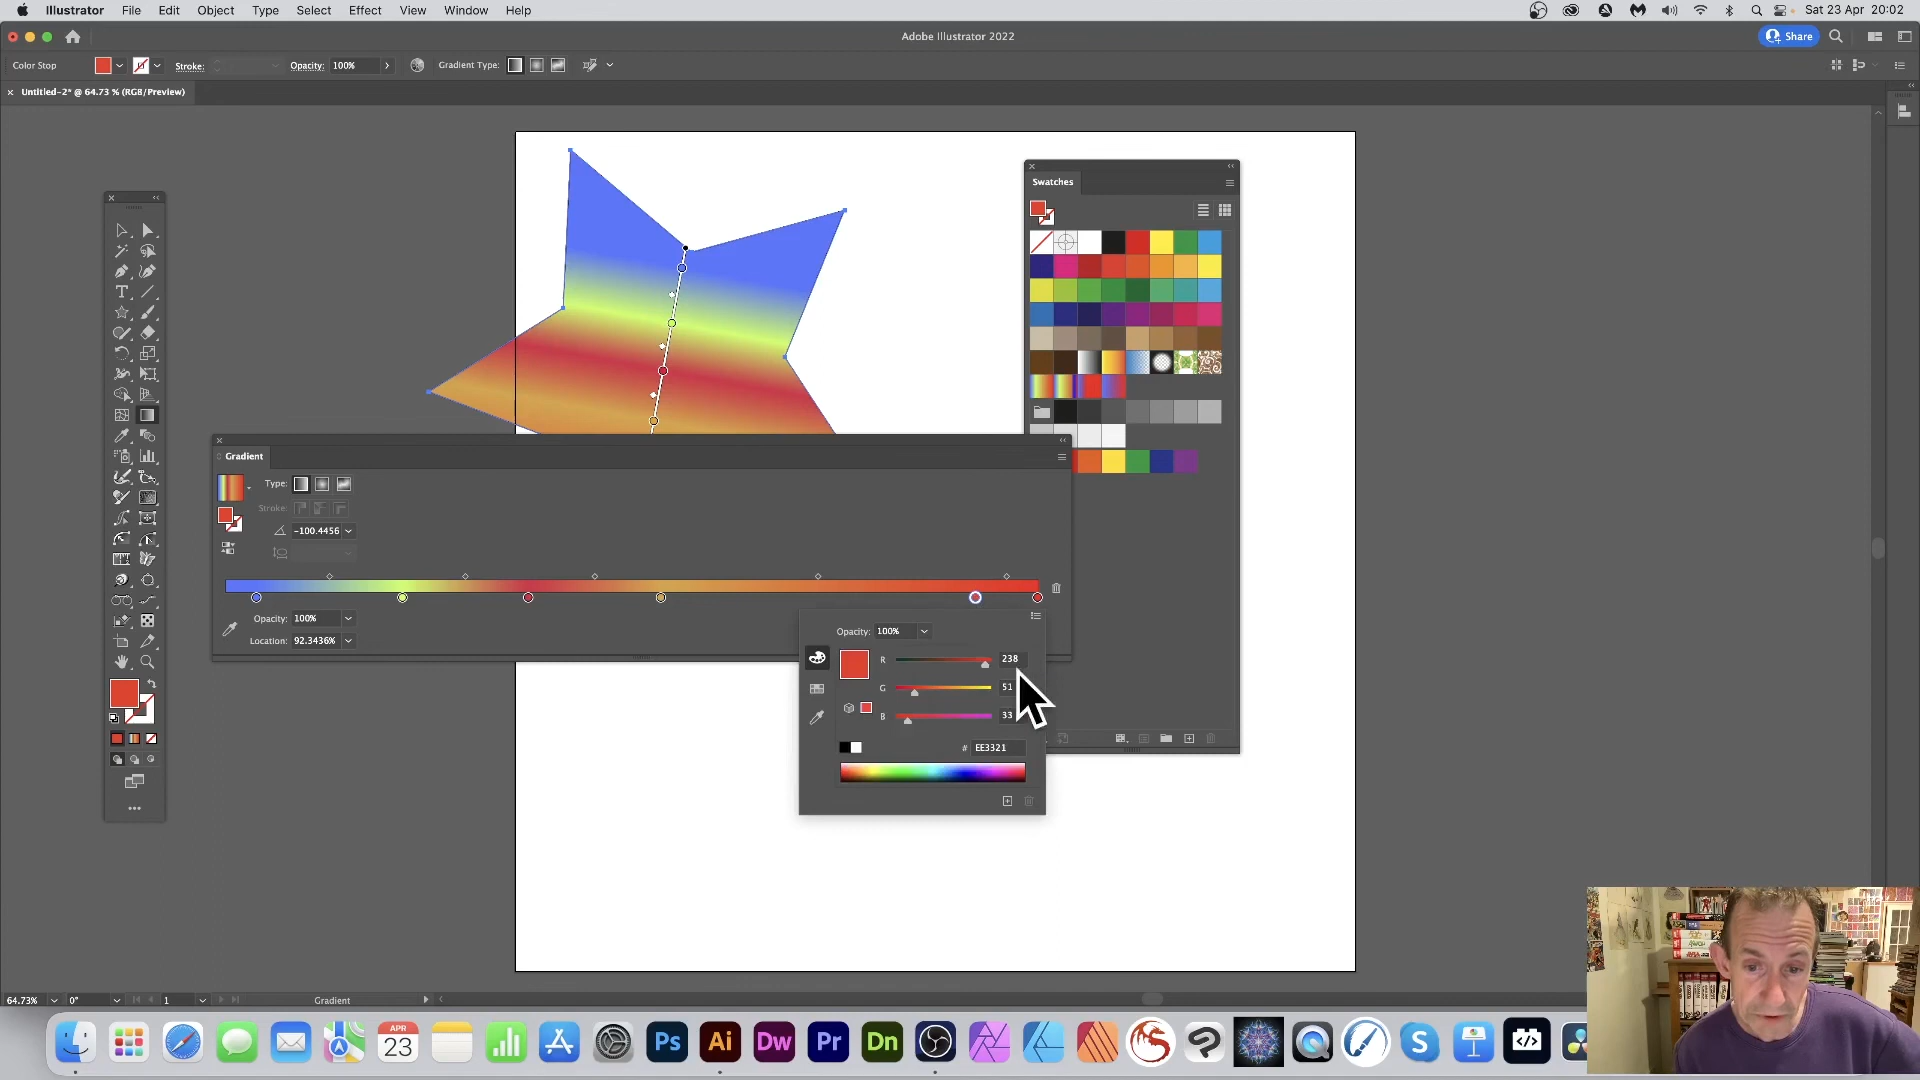 Illustrator File Edit Object Type Select Effect View Window Help Sat 23 Apr 20:02
Adobe Illustrator 2022 Share
Color Stop Stroke: Opacity: 100% Gradient Type:
Untitled-2* @ 64.73 % (RGB/Preview)
Swatches
Gradient
Type:
Stroke:
-100.4456
Opacity: 100%
Location: 92.3436%
Opacity: 100%
R 238
G 51
B 33
# EE3321
64.73% 0° 1 Gradient
APR
23
Ps Ai Dw Pr Dn